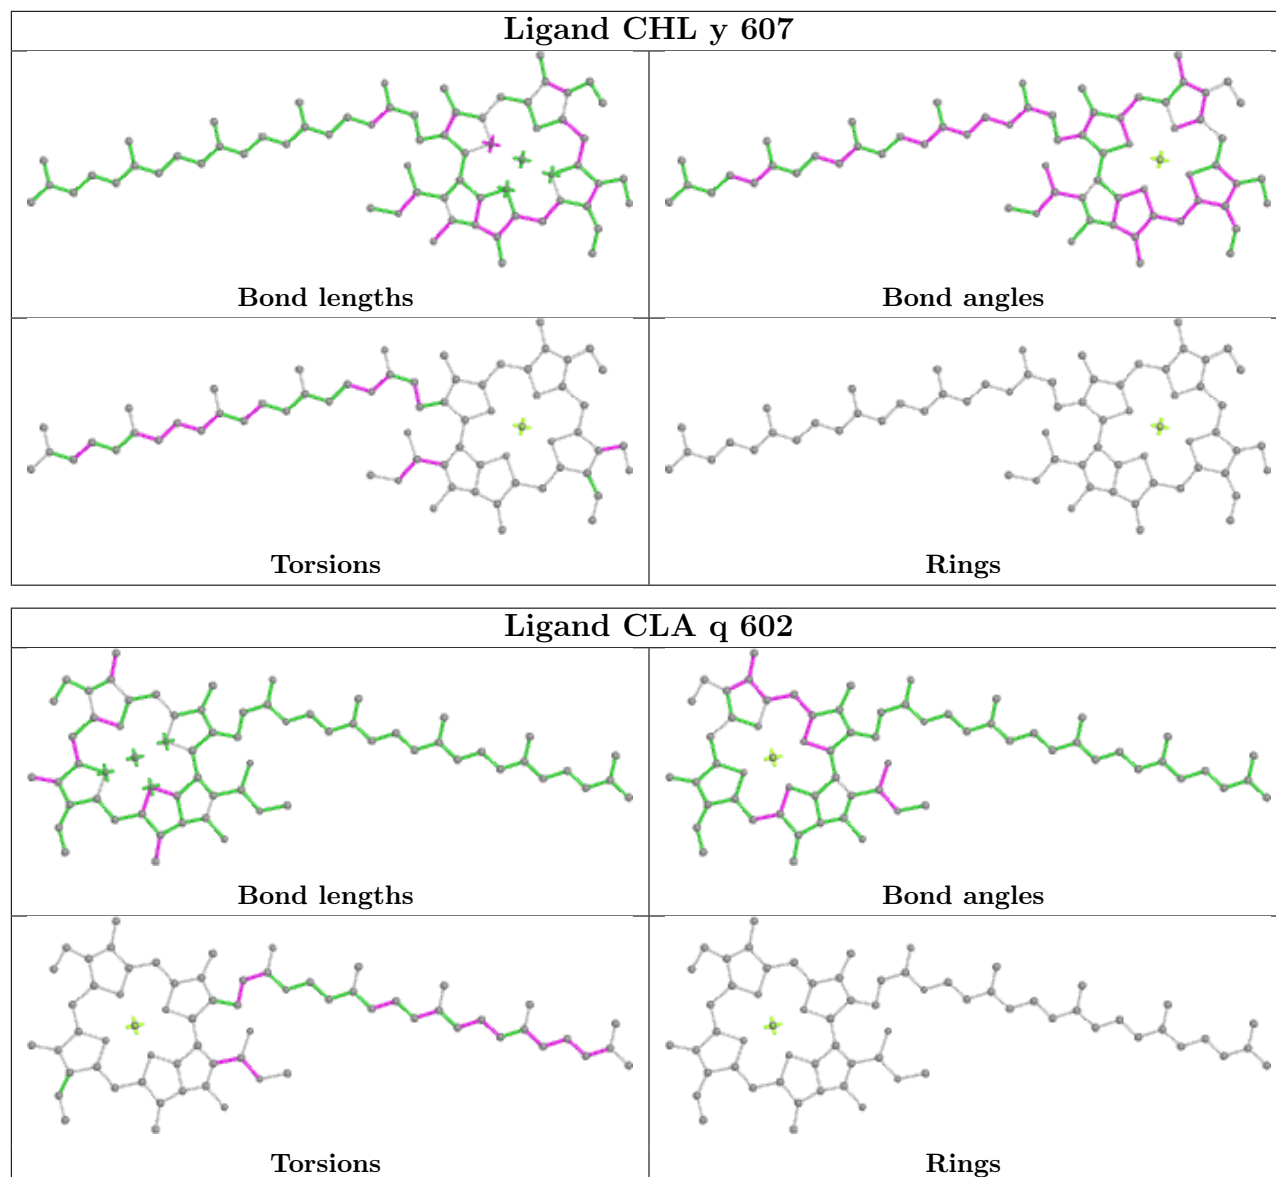 Ligand CHL y 607
Bond lengths
Bond angles
Torsions
Rings
Ligand CLA q 602
Bond lengths
Bond angles
Torsions
Rings